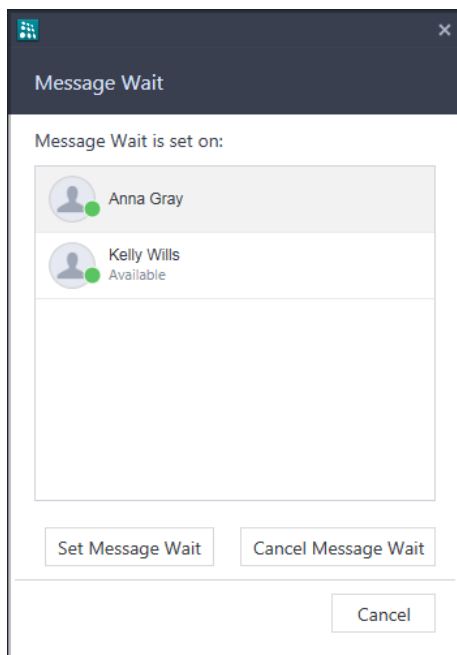 Message Wait
Message Wait is set on:
Anna Gray
Kelly Wills
Available
Set Message Wait
Cancel Message Wait
Cancel